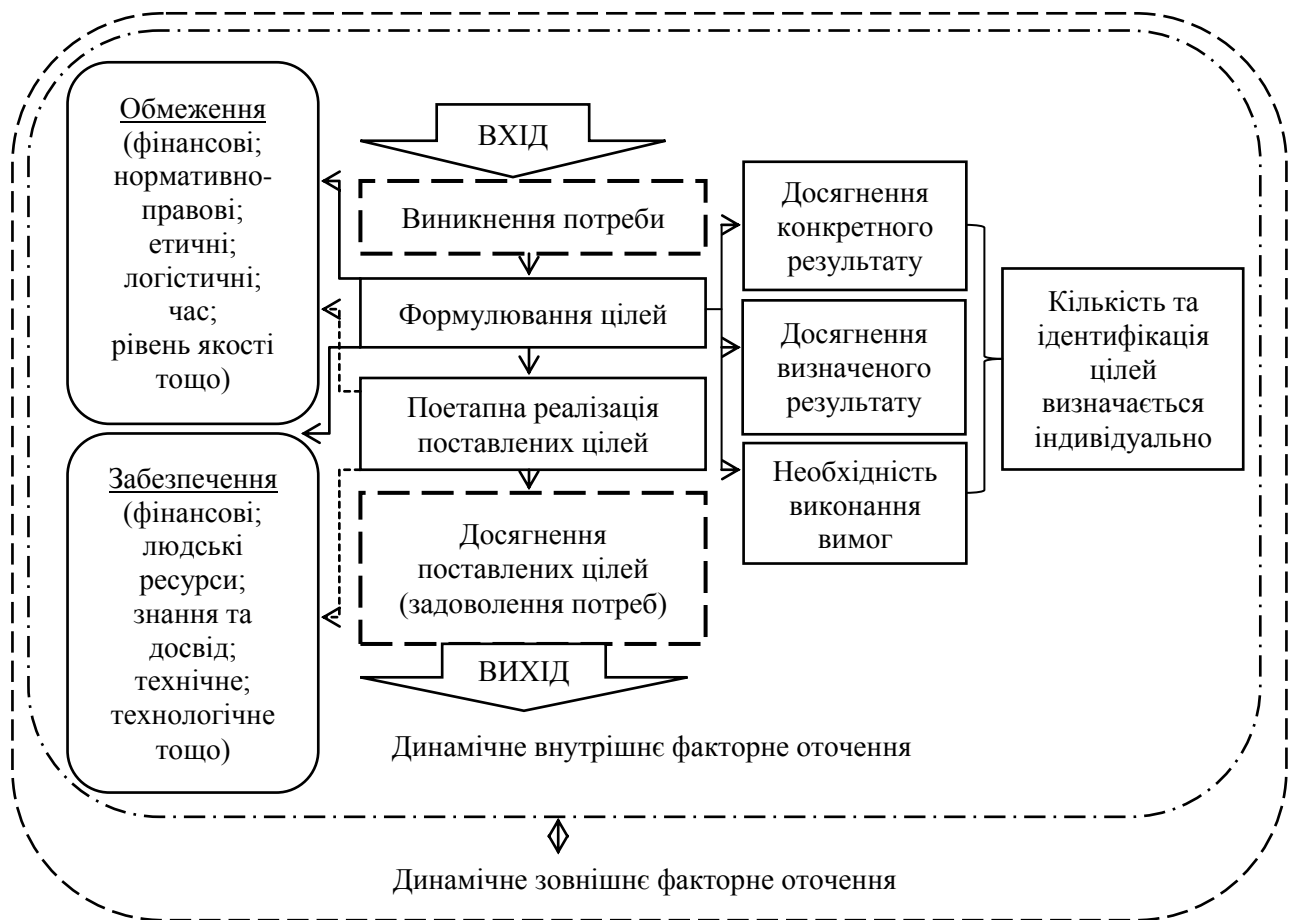 Обмеження
(фінансові;
нормативно-
правові;
етичні;
логістичні;
час;
рівень якості
тощо)
Забезпечення
(фінансові;
людські
ресурси;
знання та
досвід;
технічне;
технологічне
тощо)
ВХІД
Виникнення потреби
Формулювання цілей
Поетапна реалізація
поставлених цілей
Досягнення
поставлених цілей
(задоволення потреб)
ВИХІД
Досягнення
конкретного
результату
Досягнення
визначеного
результату
Необхідність
виконання
вимог
Кількість та
ідентифікація
цілей
визначається
індивідуально
Динамічне внутрішнє факторне оточення
Динамічне зовнішнє факторне оточення